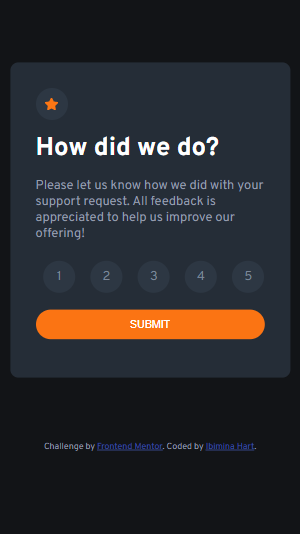 How did we do?
Please let us know how we did with your
support request. All feedback is
appreciated to help us improve our
offering!
1 2 3 4 5
SUBMIT
Challenge by Frontend Mentor. Coded by Ibimina Hart.